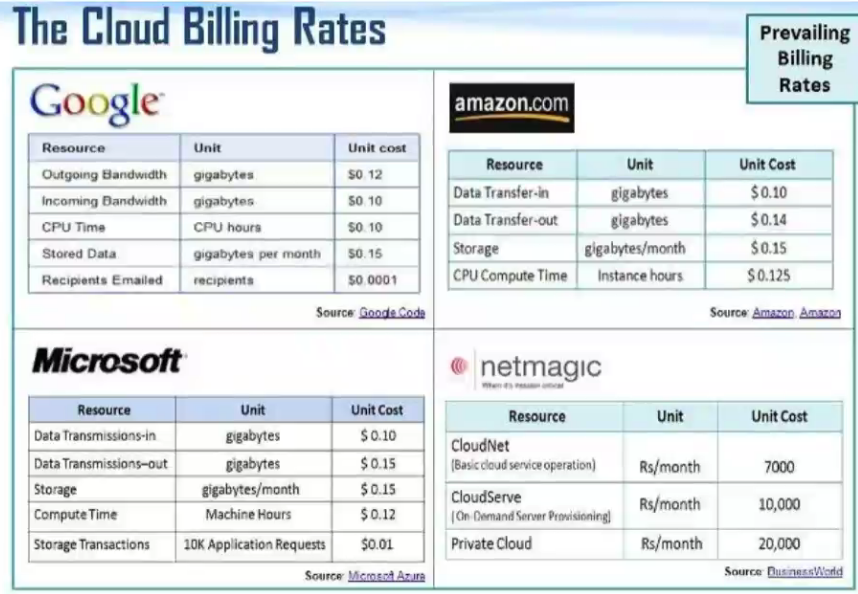 The Cloud Billing Rates
Prevailing
Billing
Rates
Google
Resource Unit Unit cost
Outgoing Bandwidth gigabytes $0.12
Incoming Bandwidth gigabytes $0.10
CPU Time CPU hours $0.10
Stored Data gigabytes per month $0.15
Recipients Emailed recipients $0.0001
Source: Google Code
amazon.com
Resource Unit Unit Cost
Data Transfer-in gigabytes $0.10
Data Transfer-out gigabytes $0.14
Storage gigabytes/month $0.15
CPU Compute Time Instance hours $0.125
Source: Amazon, Amazon
Microsoft
Resource Unit Unit Cost
Data Transmissions-in gigabytes $0.10
Data Transmissions–out gigabytes $0.15
Storage gigabytes/month $0.15
Compute Time Machine Hours $0.12
Storage Transactions 10K Application Requests $0.01
Source: Microsoft Azure
netmagic
When it's mission critical
Resource Unit Unit Cost
CloudNet
(Basic cloud service operation) Rs/month 7000
CloudServe
(On-Demand Server Provisioning) Rs/month 10,000
Private Cloud Rs/month 20,000
Source: BusinessWorld